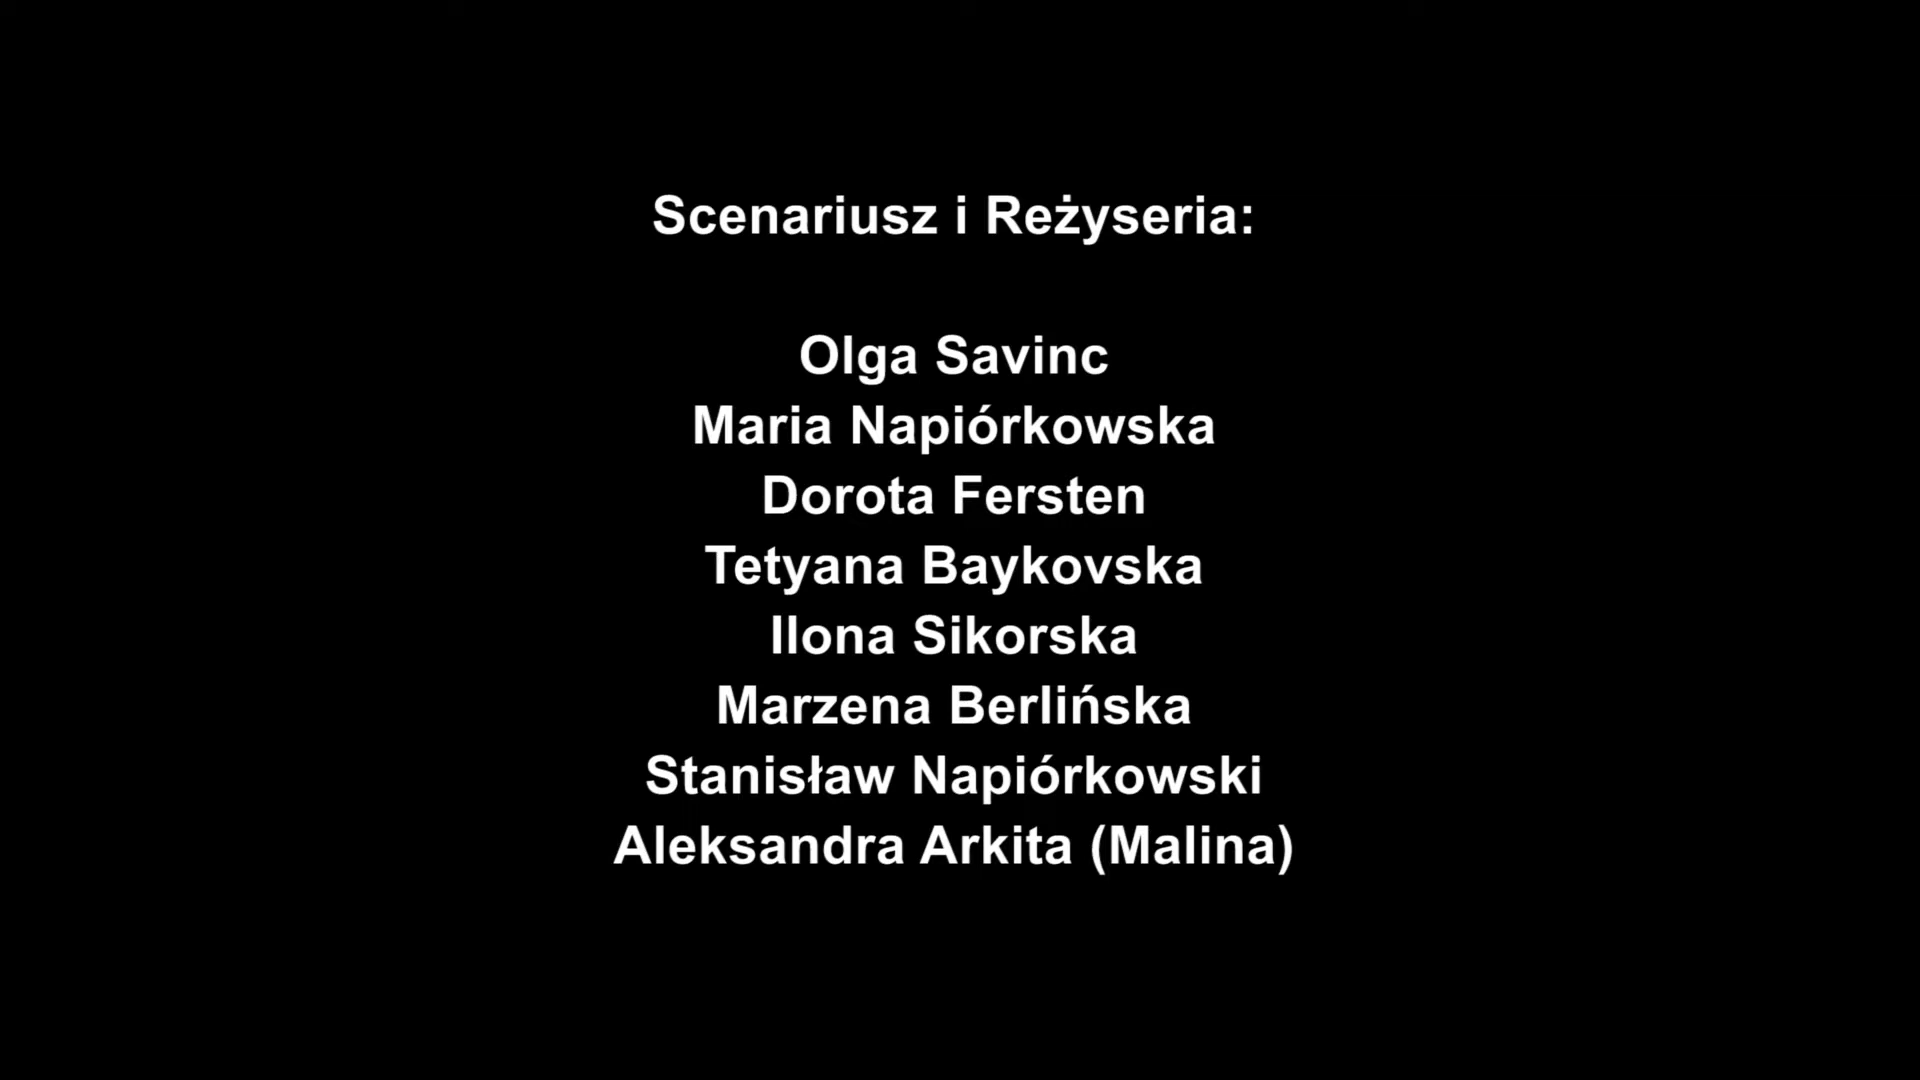 Scenariusz i Reżyseria:
Olga Savinc
Maria Napiórkowska
Dorota Fersten
Tetyana Baykovska
Ilona Sikorska
Marzena Berlińska
Stanisław Napiórkowski
Aleksandra Arkita (Malina)